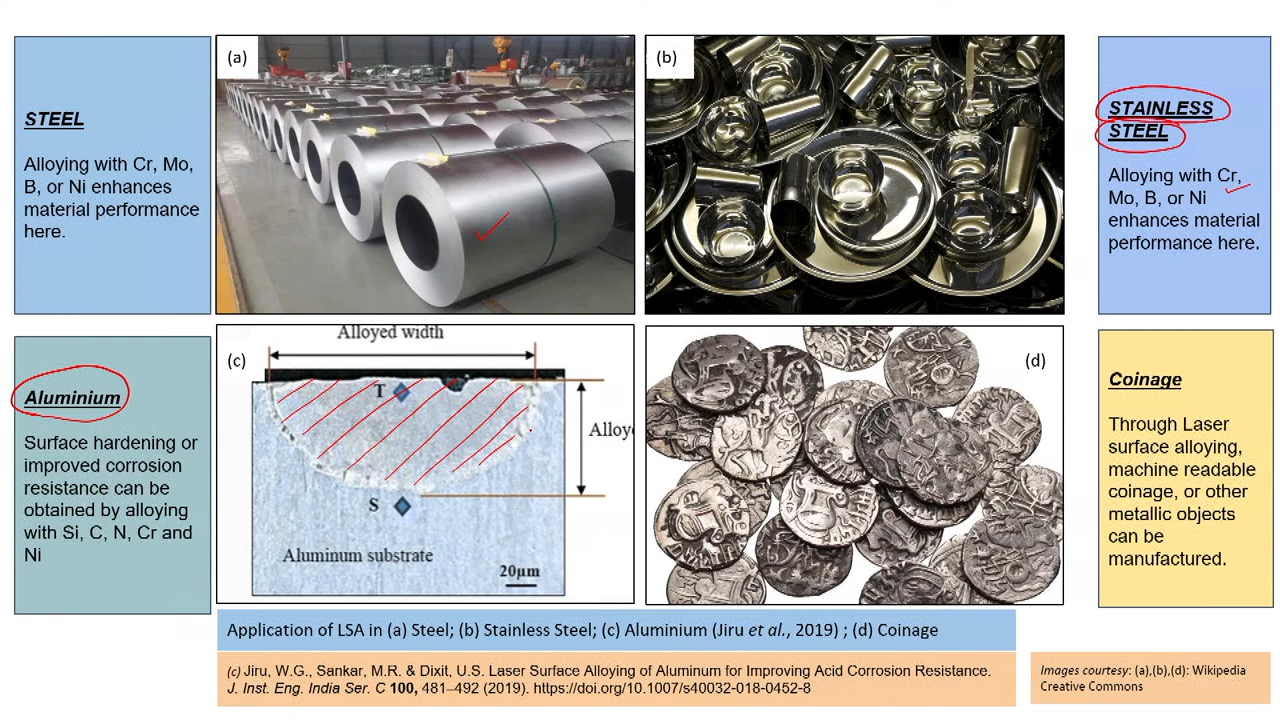 STEEL
Alloying with Cr, Mo,
B, or Ni enhances
material performance
here.
(a)
(b)
STAINLESS
STEEL
Alloying with Cr,
Mo, B, or Ni
enhances material
performance here.
Aluminium
Surface hardening or
improved corrosion
resistance can be
obtained by alloying
with Si, C, N, Cr and
Ni
(c)
Alloyed width
T
Alloye
S
Aluminum substrate
20μm
(d)
Coinage
Through Laser
surface alloying,
machine readable
coinage, or other
metallic objects
can be
manufactured.
Application of LSA in (a) Steel; (b) Stainless Steel; (c) Aluminium (Jiru et al., 2019) ; (d) Coinage
(c) Jiru, W.G., Sankar, M.R. & Dixit, U.S. Laser Surface Alloying of Aluminum for Improving Acid Corrosion Resistance.
J. Inst. Eng. India Ser. C 100, 481–492 (2019). https://doi.org/10.1007/s40032-018-0452-8
Images courtesy: (a),(b),(d): Wikipedia
Creative Commons